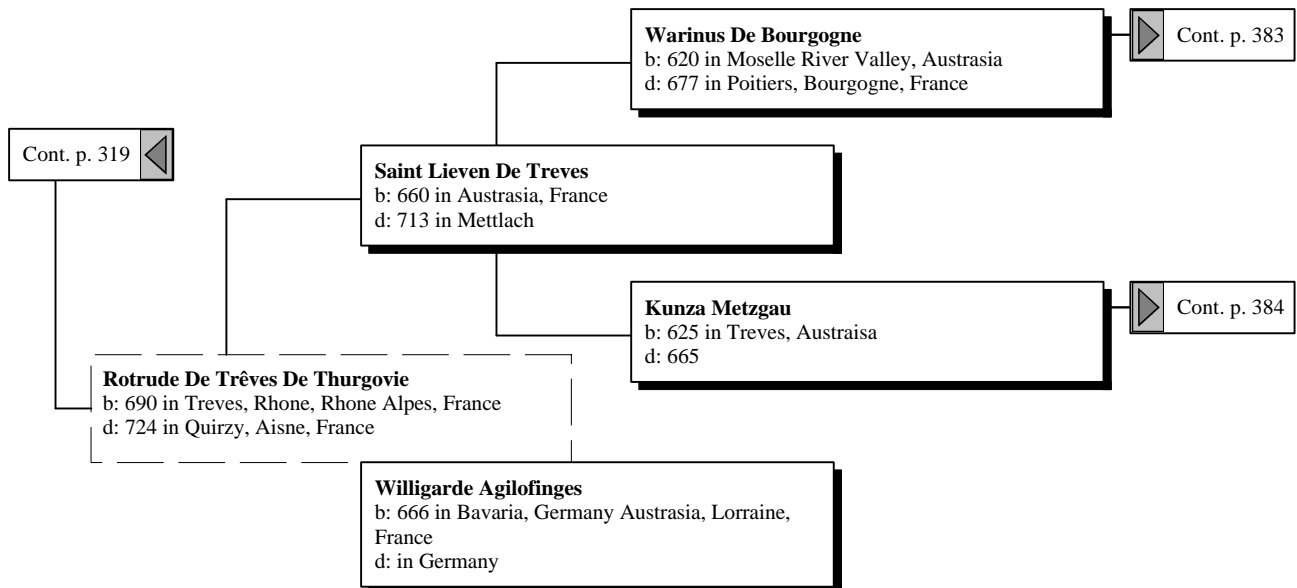 Warinus De Bourgogne
b: 620 in Moselle River Valley, Austrasia
d: 677 in Poitiers, Bourgogne, France
Cont. p. 383
Cont. p. 319
Saint Lieven De Treves
b: 660 in Austrasia, France
d: 713 in Mettlach
Kunza Metzgau
b: 625 in Treves, Austraisa
d: 665
Cont. p. 384
Rotrude De Trêves De Thurgovie
b: 690 in Treves, Rhone, Rhone Alpes, France
d: 724 in Quirzy, Aisne, France
Willigarde Agilofinges
b: 666 in Bavaria, Germany Austrasia, Lorraine,
France
d: in Germany